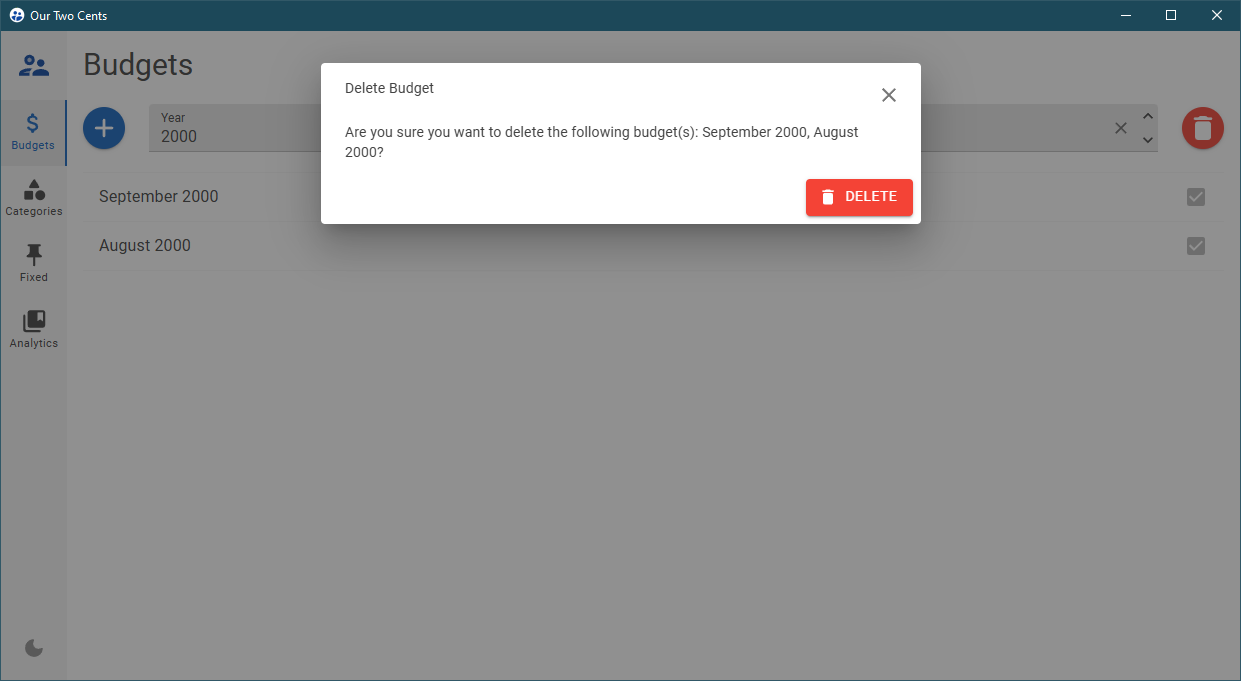 Our Two Cents
Budgets
Delete Budget
Are you sure you want to delete the following budget(s): September 2000, August
2000?
DELETE
Year
2000
Budgets
September 2000
August 2000
Categories
Fixed
Analytics